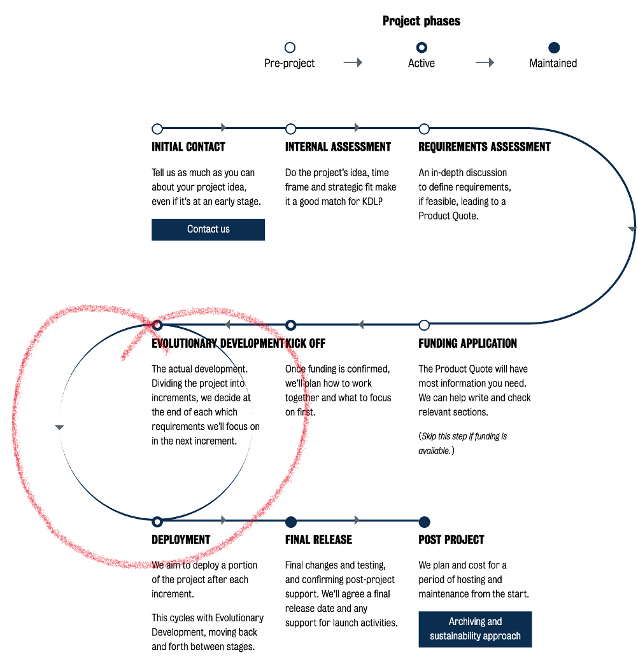 Project phases
Pre-project
Active
Maintained
INITIAL CONTACT
Tell us as much as you can
about your project idea,
even if it's at an early stage.
Contact us
INTERNAL ASSESSMENT
Do the project's idea, time
frame and strategic fit make
it a good match for KDL?
REQUIREMENTS ASSESSMENT
An in-depth discussion
to define requirements,
if feasible, leading to a
Product Quote.
FUNDING APPLICATION
The Product Quote will have
most information you need.
We can help write and check
relevant sections.
(Skip this step if funding is
available.)
KICK OFF
Once funding is confirmed,
we'll plan how to work
together and what to focus
on first.
EVOLUTIONARY DEVELOPMENT
The actual development.
Dividing the project into
increments, we decide at
the end of each which
requirements we'll focus on
in the next increment.
DEPLOYMENT
We aim to deploy a portion
of the project after each
increment.
This cycles with Evolutionary
Development, moving back
and forth between stages.
FINAL RELEASE
Final changes and testing,
and confirming post-project
support. We'll agree a final
release date and any
support for launch activities.
POST PROJECT
We plan and cost for a
period of hosting and
maintenance from the start.
Archiving and
sustainability approach